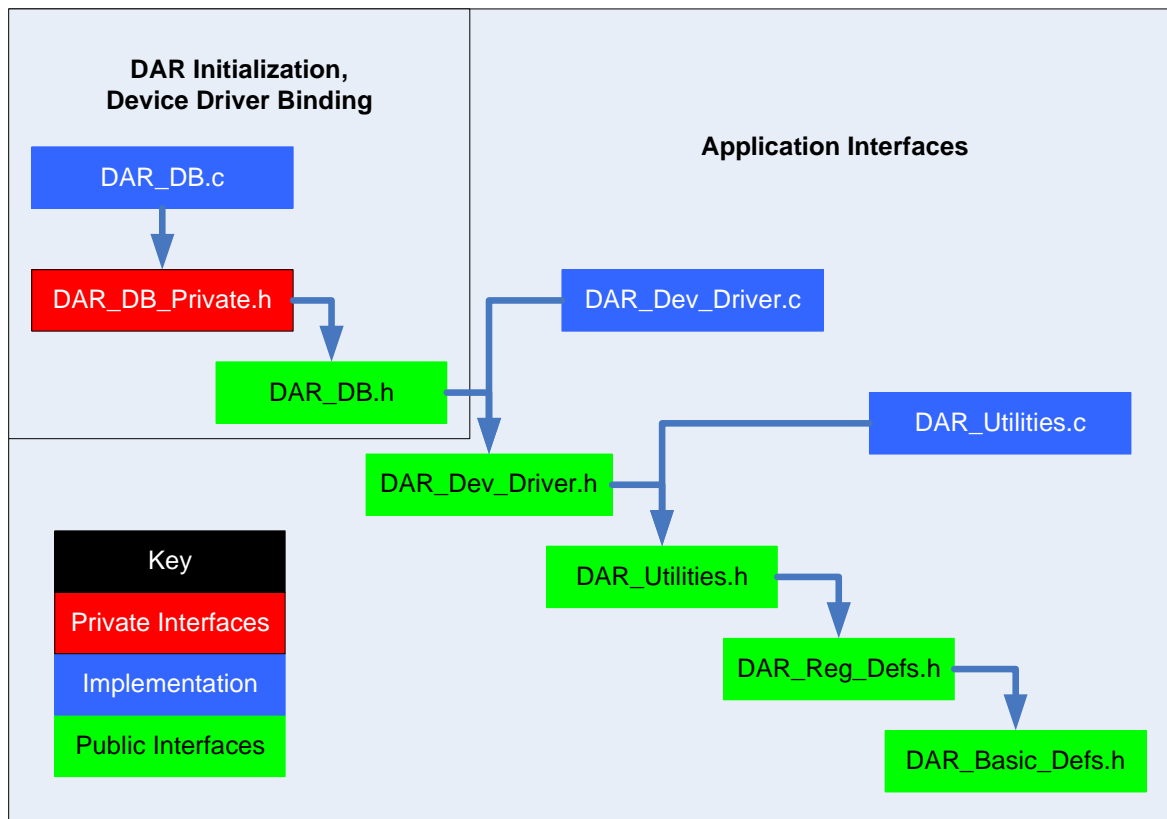 DAR Initialization,
Device Driver Binding
Application Interfaces
DAR_DB.c
DAR_DB_Private.h
DAR_Dev_Driver.c
DAR_DB.h
DAR_Utilities.c
DAR_Dev_Driver.h
DAR_Utilities.h
DAR_Reg_Defs.h
DAR_Basic_Defs.h
Key
Private Interfaces
Implementation
Public Interfaces